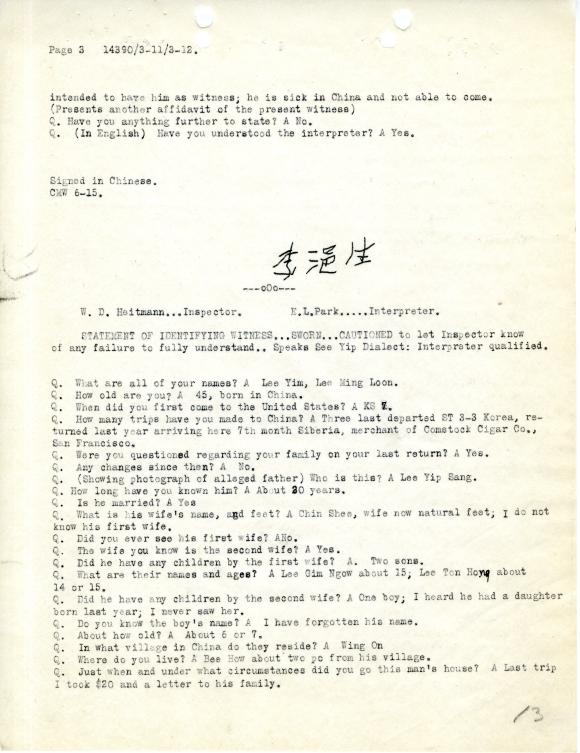 Page 3   14390/3-11/3-12.
intended to have him as witness; he is sick in China and not able to come.
(Presents another affidavit of the present witness)
Q. Have you anything further to state? A No.
Q.  (In English)  Have you understood the interpreter? A Yes.
Signed in Chinese.
CMW 6-15.
李浥生
---oOo---
W. D. Heitmann...Inspector.        E.L.Park.....Interpreter.
STATEMENT OF IDENTIFYING WITNESS...SWORN...CAUTIONED to let Inspector know
of any failure to fully understand.. Speaks See Yip Dialect: Interpreter qualified.
Q.  What are all of your names? A  Lee Yim, Lee Ming Loon.
Q.  How old are you? A  45, born in China.
Q.  When did you first come to the United States? A KS
Q.  How many trips have you made to China? A Three last departed ST 3-3 Korea, re-
turned last year arriving here 7th month Siberia, merchant of Comstock Cigar Co.,
San Francisco.
Q.  Were you questioned regarding your family on your last return? A Yes.
Q.  Any changes since then? A  No.
Q.  (Showing photograph of alleged father) Who is this? A Lee Yip Sang.
Q. How long have you known him? A About 20 years.
Q.  Is he married? A Yes
Q.  What is his wife's name, and feet? A Chin Shee, wife now natural feet; I do not
know his first wife.
Q.  Did you ever see his first wife? ANo.
Q.  The wife you know is the second wife? A Yes.
Q.  Did he have any children by the first wife?  A.  Two sons.
Q.  What are their names and ages?  A Lee Gim Ngow about 15; Lee Ton Hong about
14 or 15.
Q.  Did he have any children by the second wife? A One boy; I heard he had a daughter
born last year; I never saw her.
Q.  Do you know the boy's name? A  I have forgotten his name.
Q.  About how old? A  About 6 or 7.
Q.  In what village in China do they reside? A  Wing On
Q.  Where do you live? A Bee How about two po from his village.
Q.  Just when and under what circumstances did you go this man's house?  A Last trip
I took $20 and a letter to his family.
13